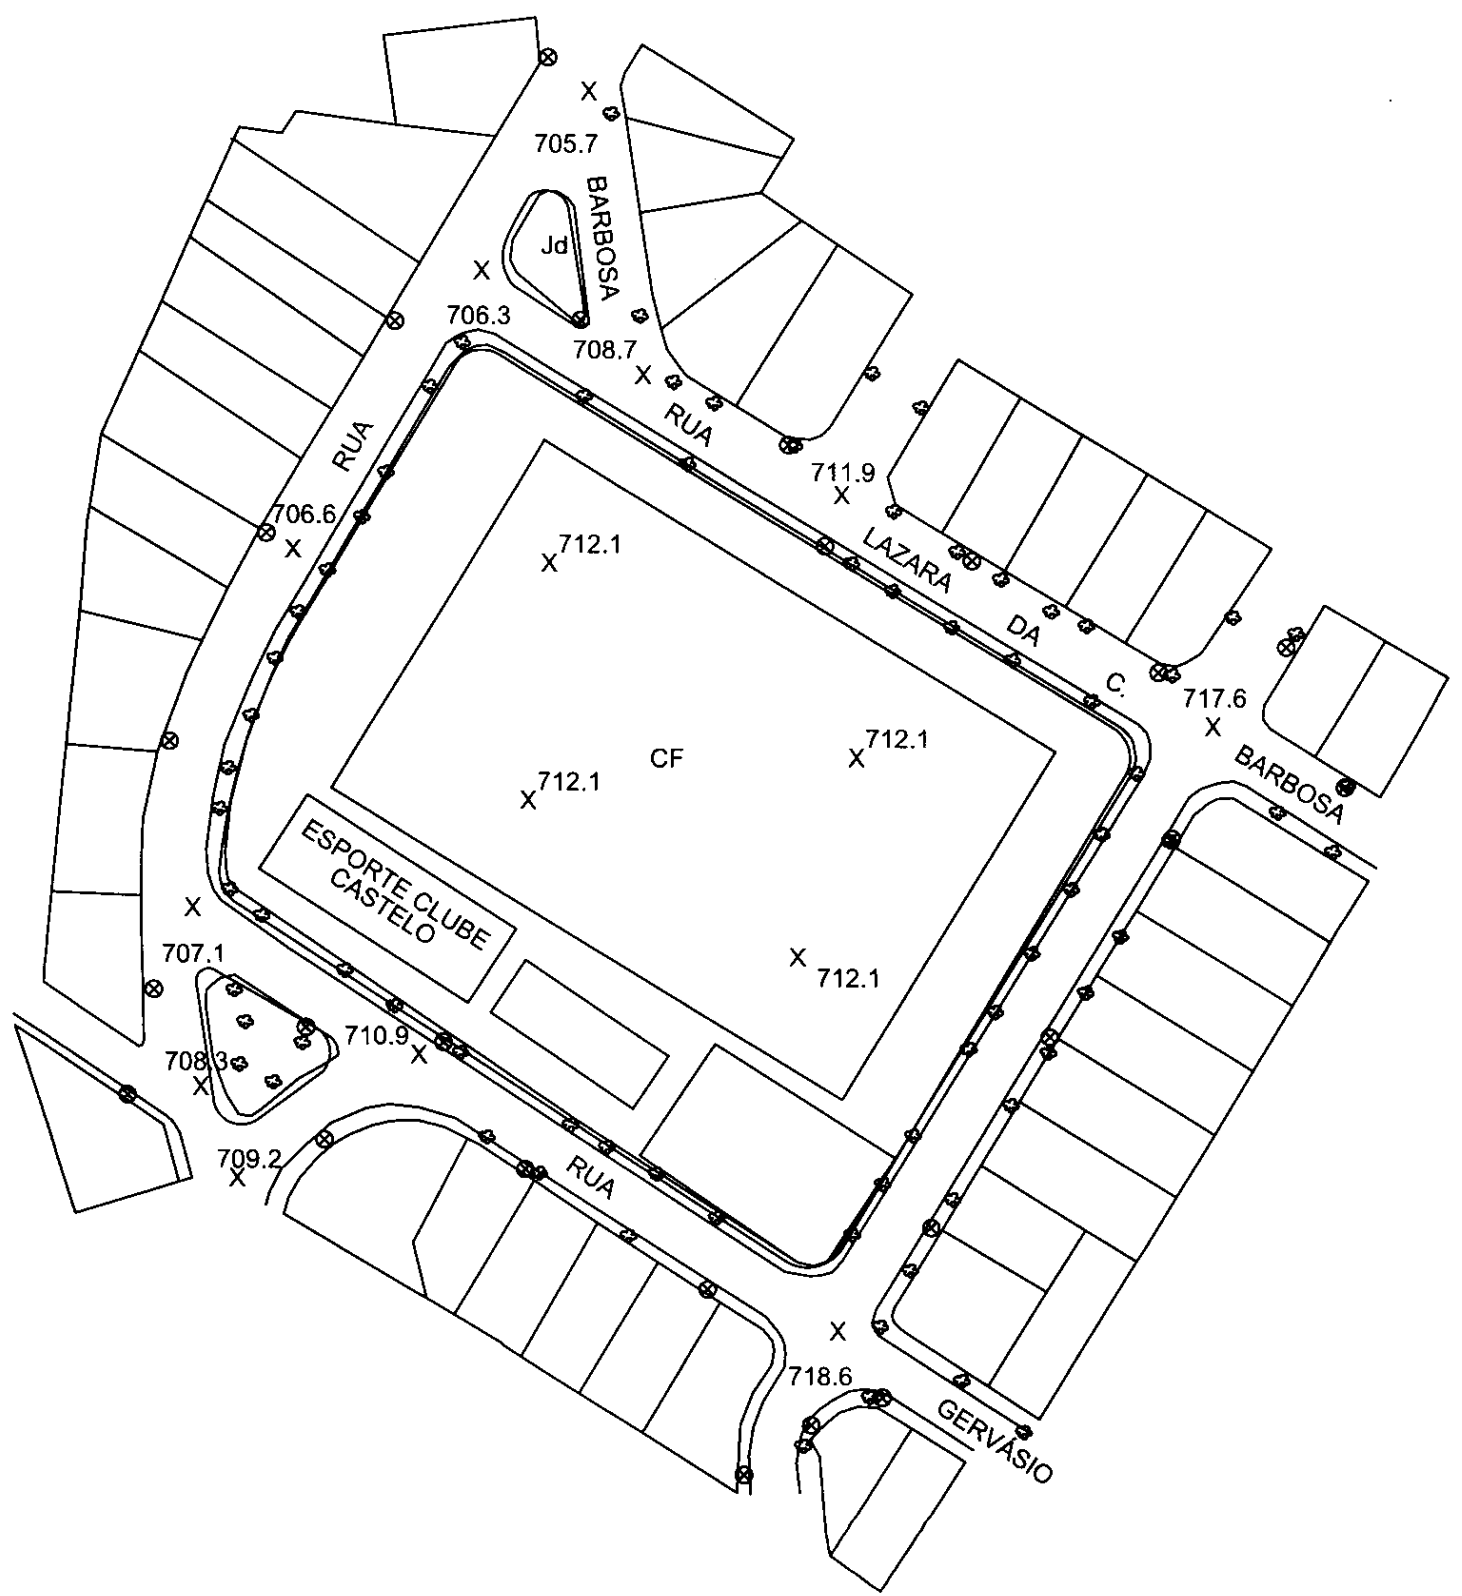 705.7
BARBOSA
Jd
706.3
708.7
RUA
RUA
711.9
706.6
712.1
LAZARA
DA
C.
717.6
712.1
CF
BARBOSA
712.1
ESPORTE CLUBE
CASTELO
707.1
712.1
710.9
708.3
709.2
RUA
718.6
GERVÁSIO